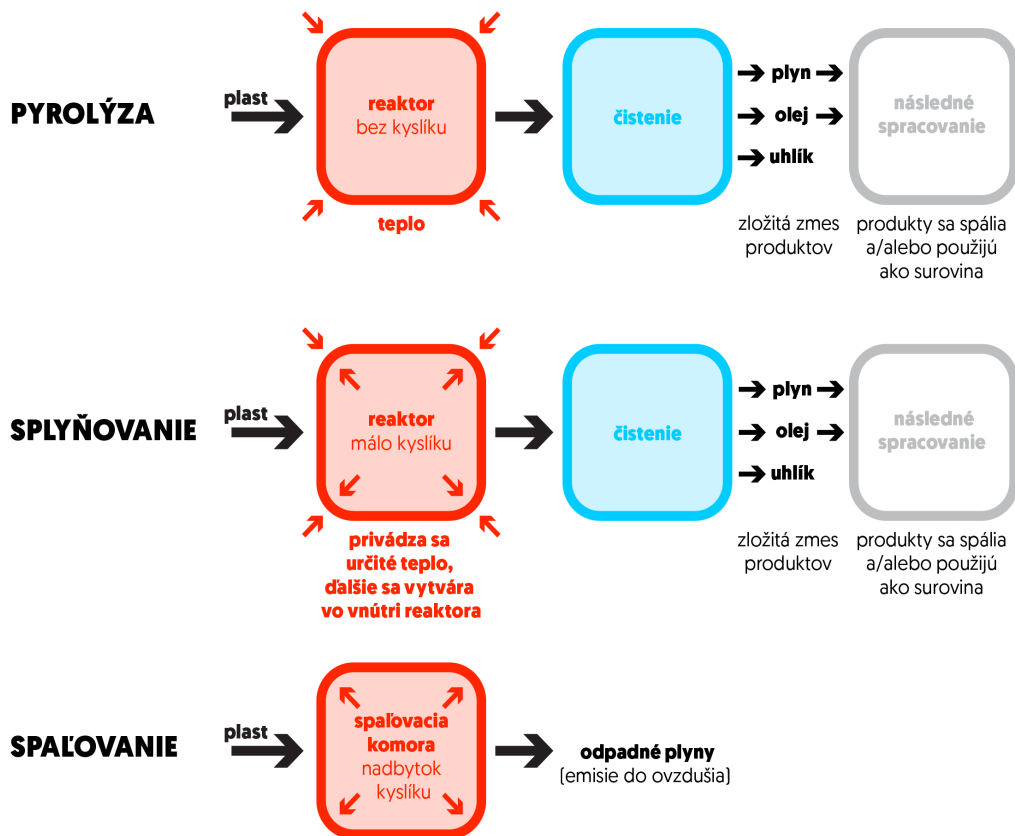 PYROLÝZA
plast
reaktor
bez kyslíku
teplo
čistenie
plyn
olej
uhlík
zložitá zmes
produktov
následné
spracovanie
produkty sa spália
a/alebo použijú
ako surovina
SPLYŇOVANIE
plast
reaktor
málo kyslíku
privádza sa
určité teplo,
ďalšie sa vytvára
vo vnútri reaktora
čistenie
plyn
olej
uhlík
zložitá zmes
produktov
následné
spracovanie
produkty sa spália
a/alebo použijú
ako surovina
SPAĽOVANIE
plast
spaľovacia
komora
nadbytok
kyslíku
odpadné plyny
(emisie do ovzdušia)